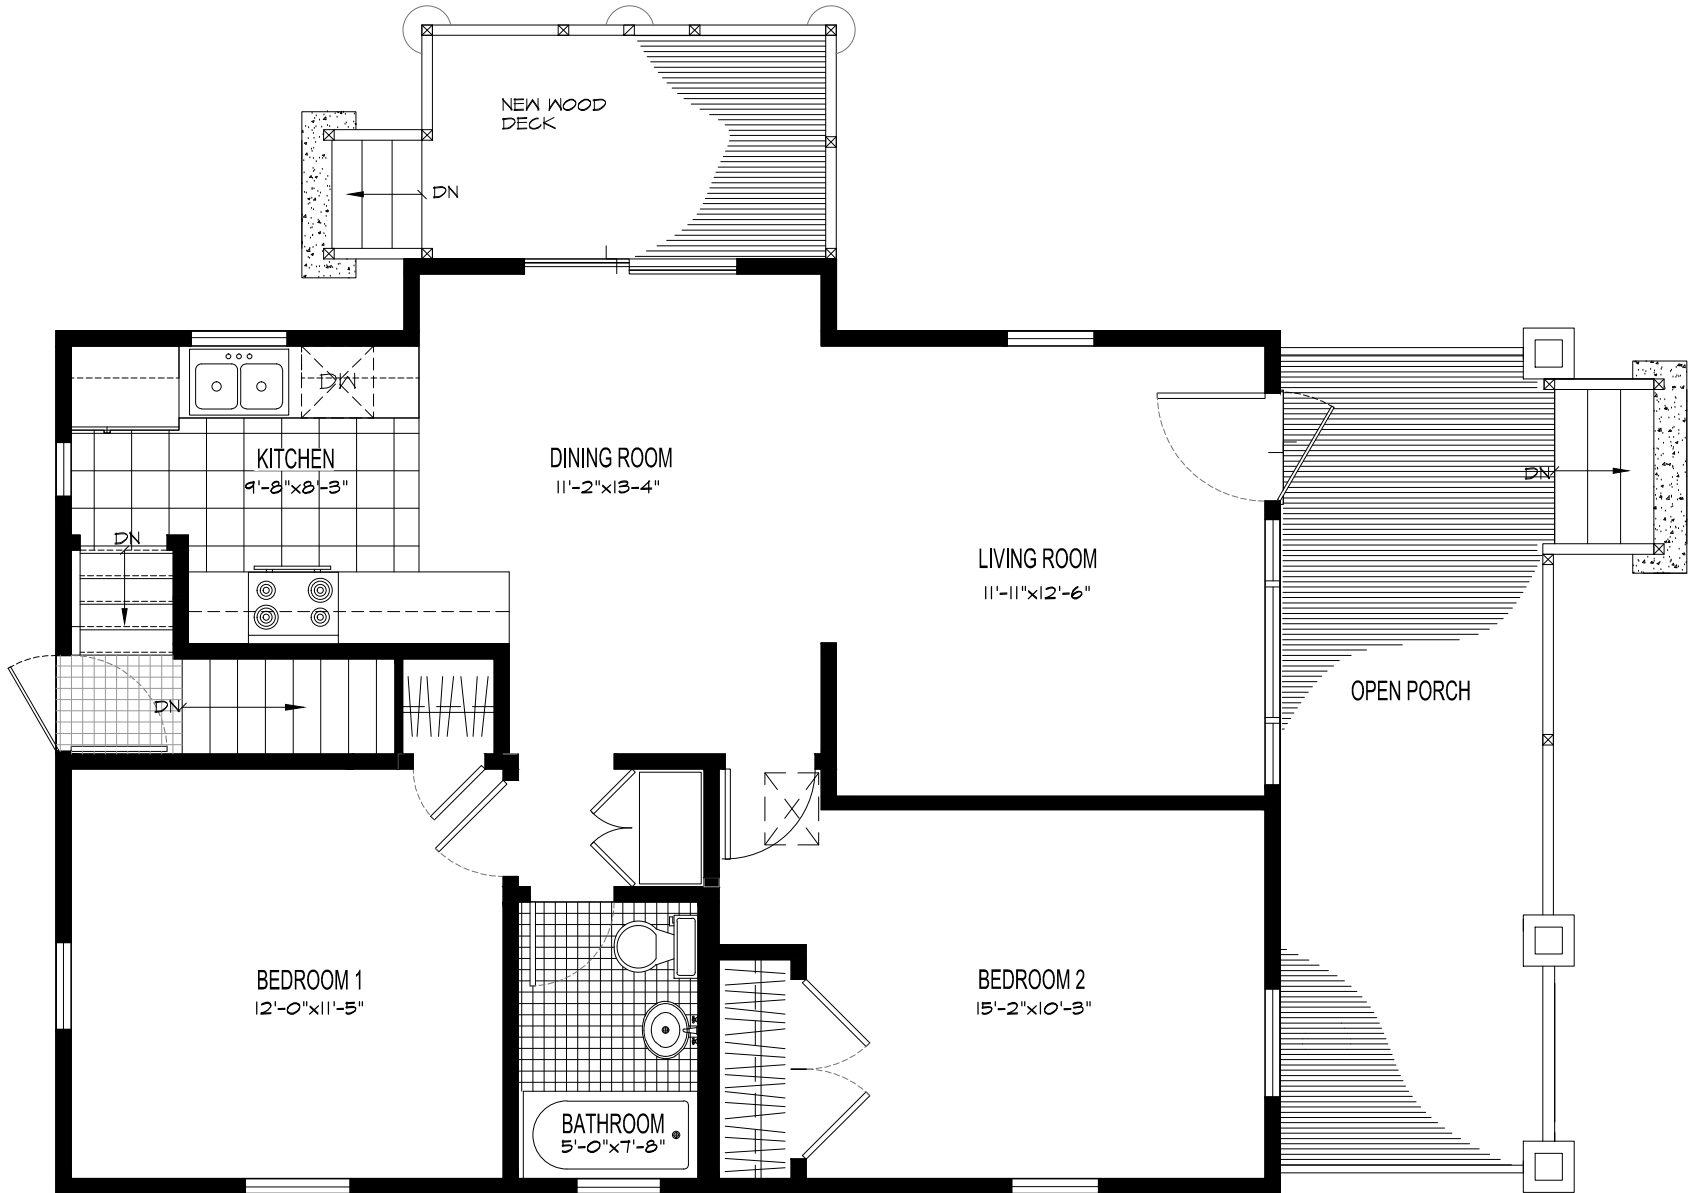 NEW WOOD
DECK
DN
DW
KITCHEN
9'-8"x8'-3"
DINING ROOM
11'-2"x13-4"
DN
DN
LIVING ROOM
11'-11"x12'-6"
DN
OPEN PORCH
BEDROOM 1
12'-0"x11'-5"
BEDROOM 2
15'-2"x10'-3"
BATHROOM
5'-0"x7'-8"
DN